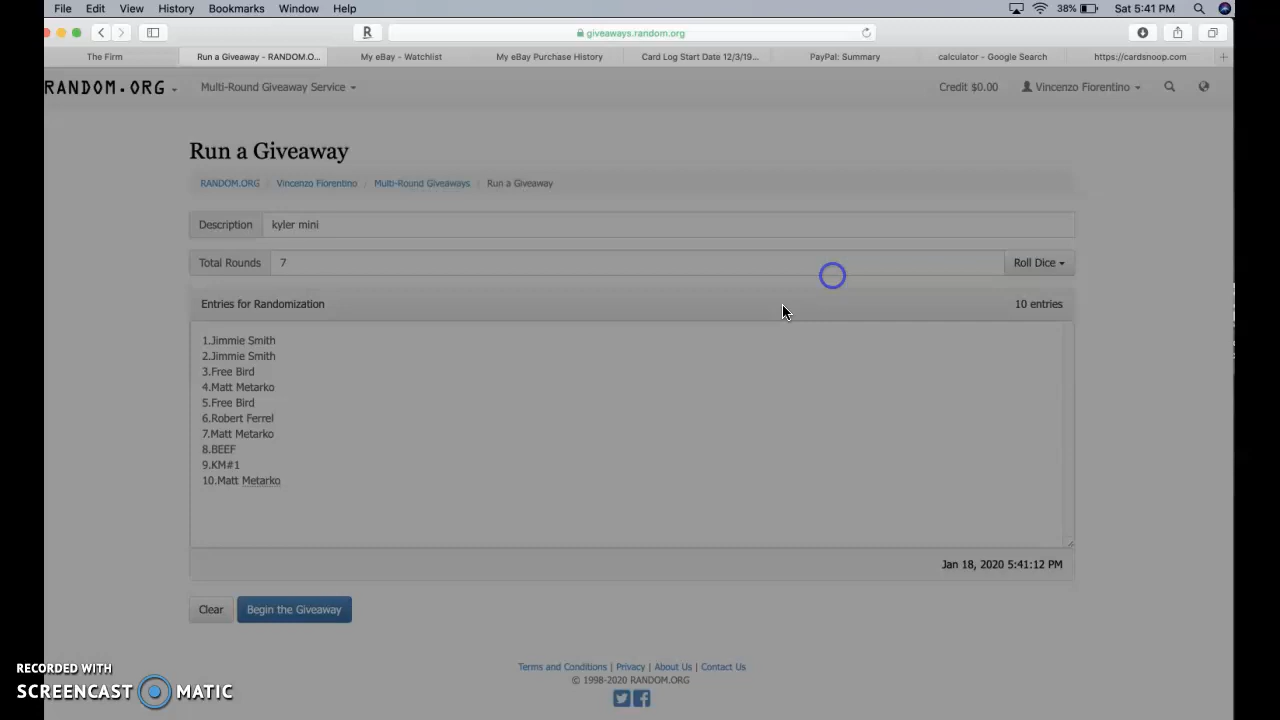 File Edit View History Bookmarks Window Help 38% Sat 5:41 PM
R giveaways.random.org
The Firm Run a Giveaway - RANDOM.O... My eBay - Watchlist My eBay Purchase History Card Log Start Date 12/3/19... PayPal: Summary calculator - Google Search https://cardsnoop.com
RANDOM.ORG Multi-Round Giveaway Service Credit $0.00 Vincenzo Fiorentino
Run a Giveaway
RANDOM.ORG / Vincenzo Fiorentino / Multi-Round Giveaways / Run a Giveaway
Description kyler mini
Total Rounds 7 Roll Dice
Entries for Randomization 10 entries
1.Jimmie Smith
2.Jimmie Smith
3.Free Bird
4.Matt Metarko
5.Free Bird
6.Robert Ferrel
7.Matt Metarko
8.BEEF
9.KM#1
10.Matt Metarko
Jan 18, 2020 5:41:12 PM
Clear Begin the Giveaway
Terms and Conditions | Privacy | About Us | Contact Us
© 1998-2020 RANDOM.ORG
RECORDED WITH
SCREENCAST MATIC